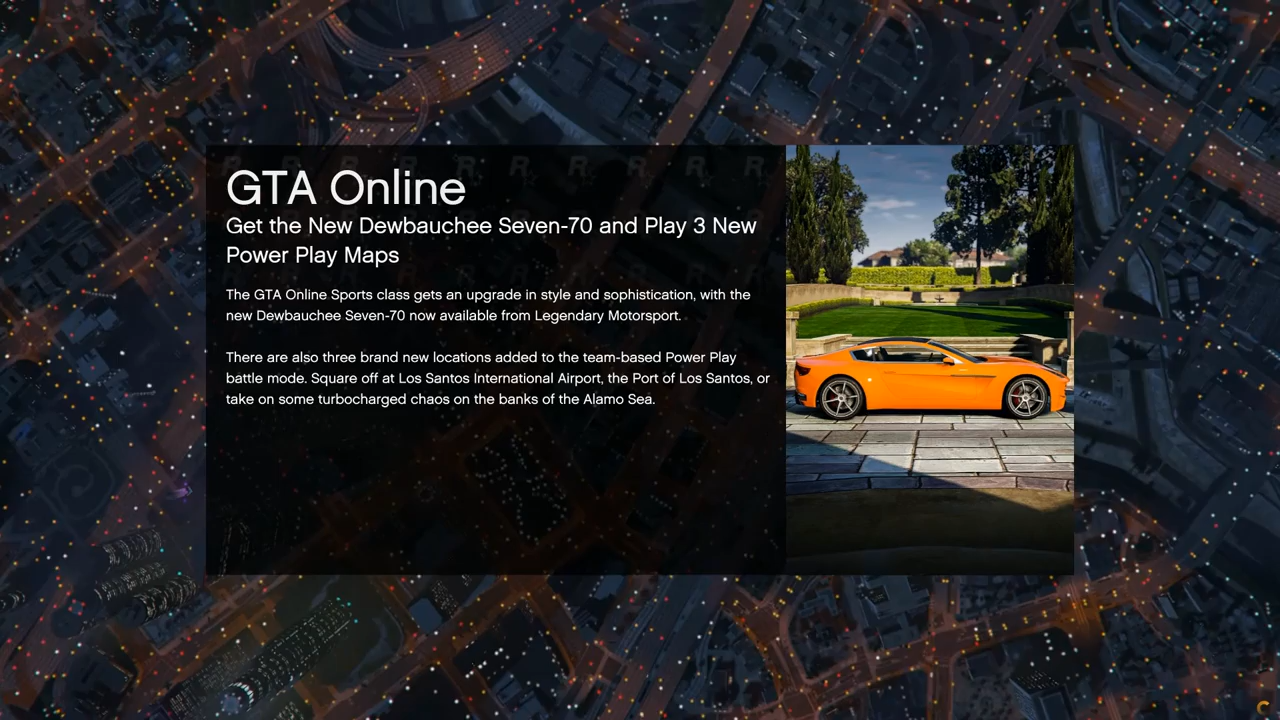 GTA Online
Get the New Dewbauchee Seven-70 and Play 3 New
Power Play Maps
The GTA Online Sports class gets an upgrade in style and sophistication, with the
new Dewbauchee Seven-70 now available from Legendary Motorsport.
There are also three brand new locations added to the team-based Power Play
battle mode. Square off at Los Santos International Airport, the Port of Los Santos, or
take on some turbocharged chaos on the banks of the Alamo Sea.